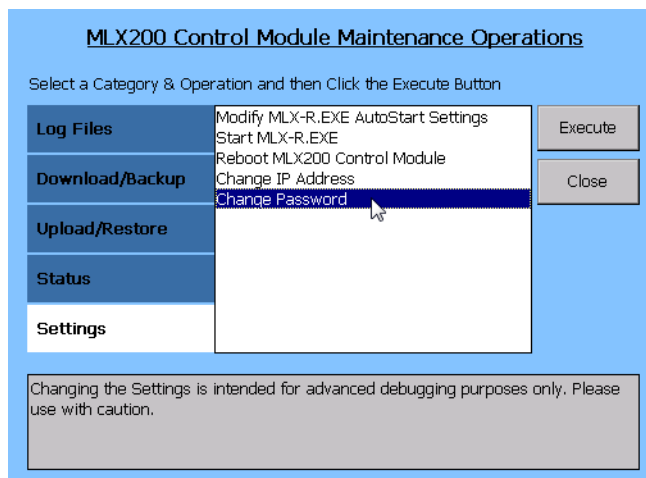 MLX200 Control Module Maintenance Operations
Select a Category & Operation and then Click the Execute Button
Log Files
Download/Backup
Upload/Restore
Status
Settings
Modify MLX-R.EXE AutoStart Settings
Start MLX-R.EXE
Reboot MLX200 Control Module
Change IP Address
Change Password
Execute
Close
Changing the Settings is intended for advanced debugging purposes only. Please
use with caution.